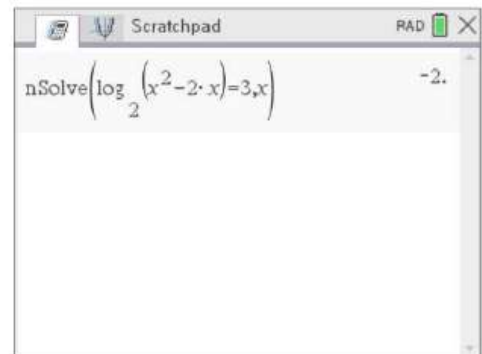 Scratchpad RAD
nSolve(log₂(x²-2·x)=3,x) -2.